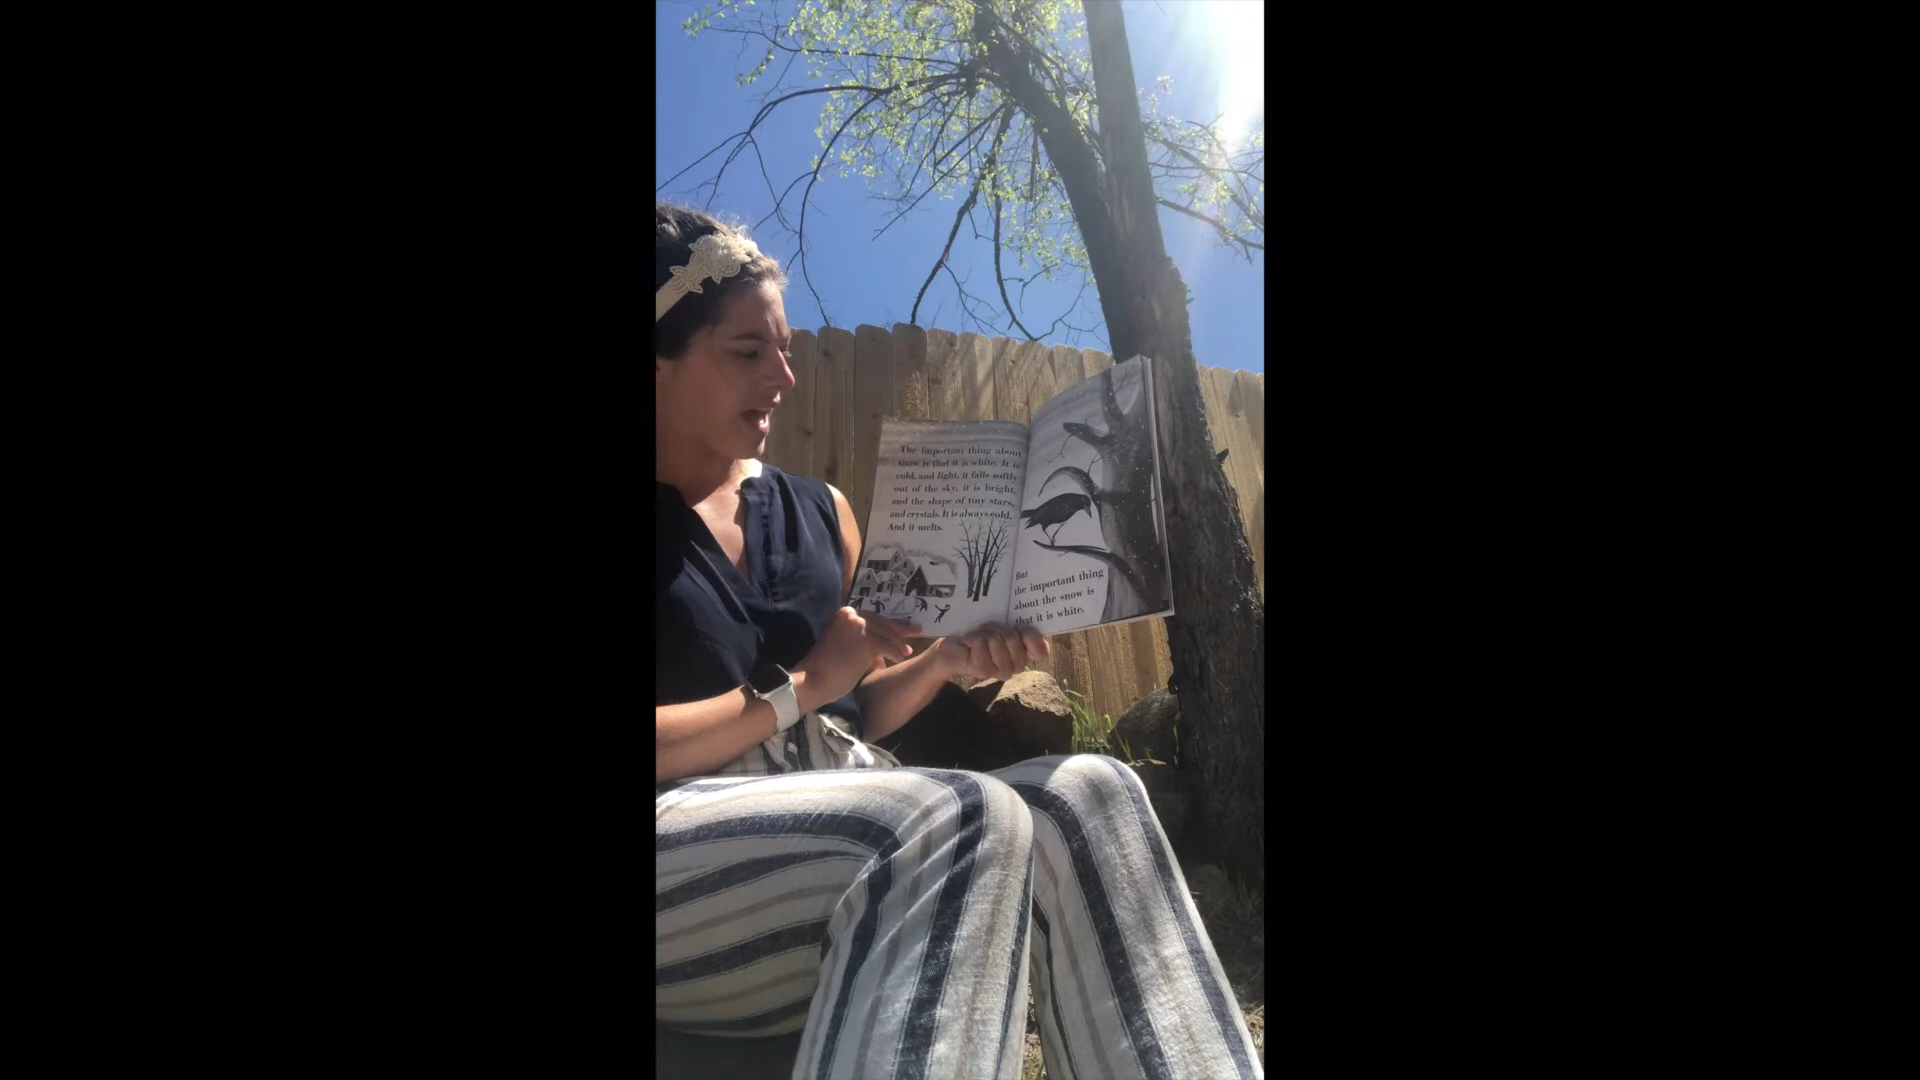 The important thing about
snow is that it is white. It is
cold, and light, it falls softly
out of the sky, it is bright,
and the shape of tiny stars,
and crystals. It is always cold.
And it melts.
But
the important thing
about the snow is
that it is white.